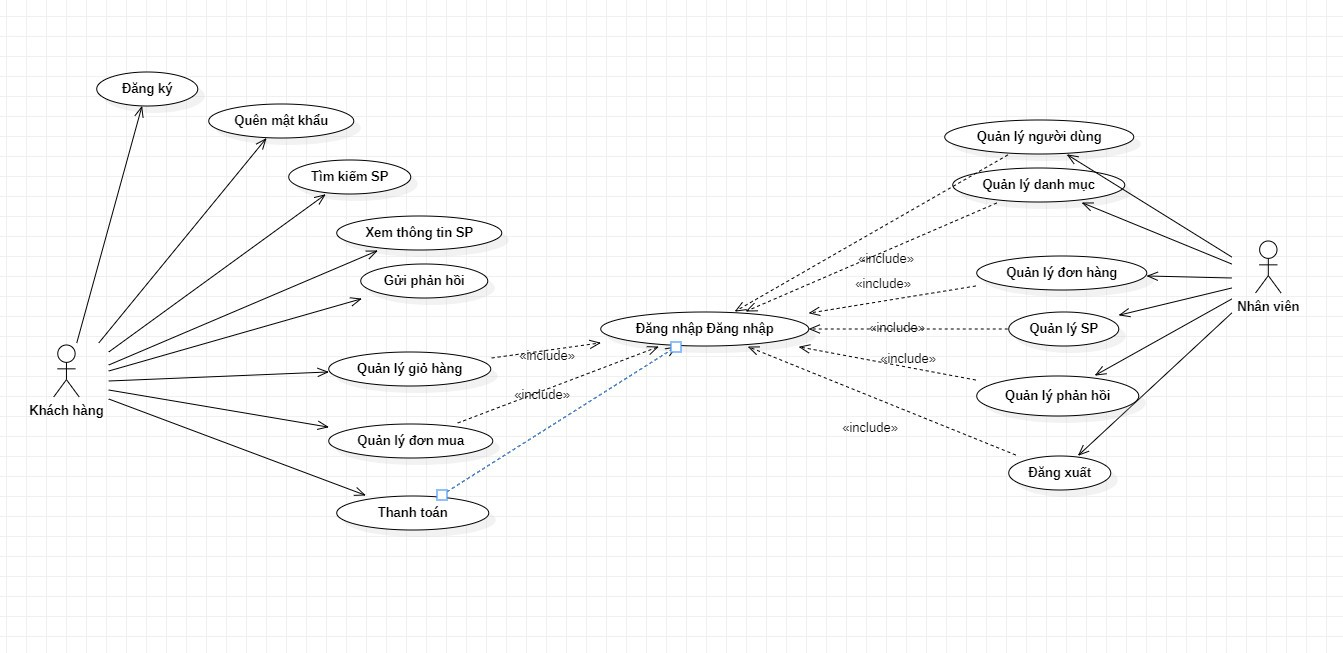 Đăng ký
Quên mật khẩu
Tìm kiếm SP
Xem thông tin SP
Gửi phản hồi
Quản lý giỏ hàng
Quản lý đơn mua
Thanh toán
Khách hàng
«include»
«include»
Đăng nhập Đăng nhập
«include»
«include»
«include»
«include»
«include»
Quản lý người dùng
Quản lý danh mục
Quản lý đơn hàng
Quản lý SP
Quản lý phản hồi
Đăng xuất
Nhân viên